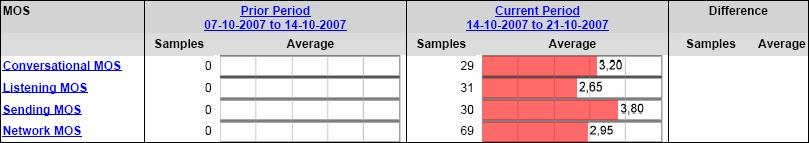 MOS Prior Period Current Period Difference
07-10-2007 to 14-10-2007 14-10-2007 to 21-10-2007
Samples Average Samples Average Samples Average
Conversational MOS 0 29 3,20
Listening MOS 0 31 2,65
Sending MOS 0 30 3,80
Network MOS 0 69 2,95